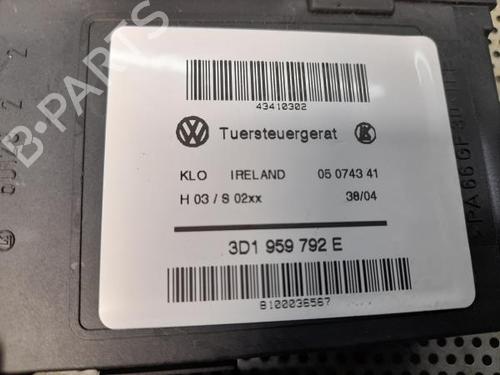 43410302
Tuersteuergerat
KLO IRELAND 05 0743 41
H 03 / S 02xx 38/04
3D1 959 792 E
B100036567
B-PARTS